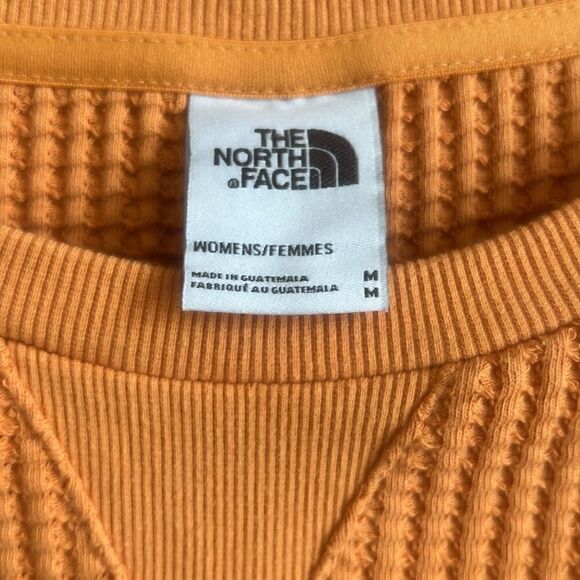 THE
NORTH
® FACE
WOMENS/FEMMES
MADE IN GUATEMALA M
FABRIQUÉ AU GUATEMALA M